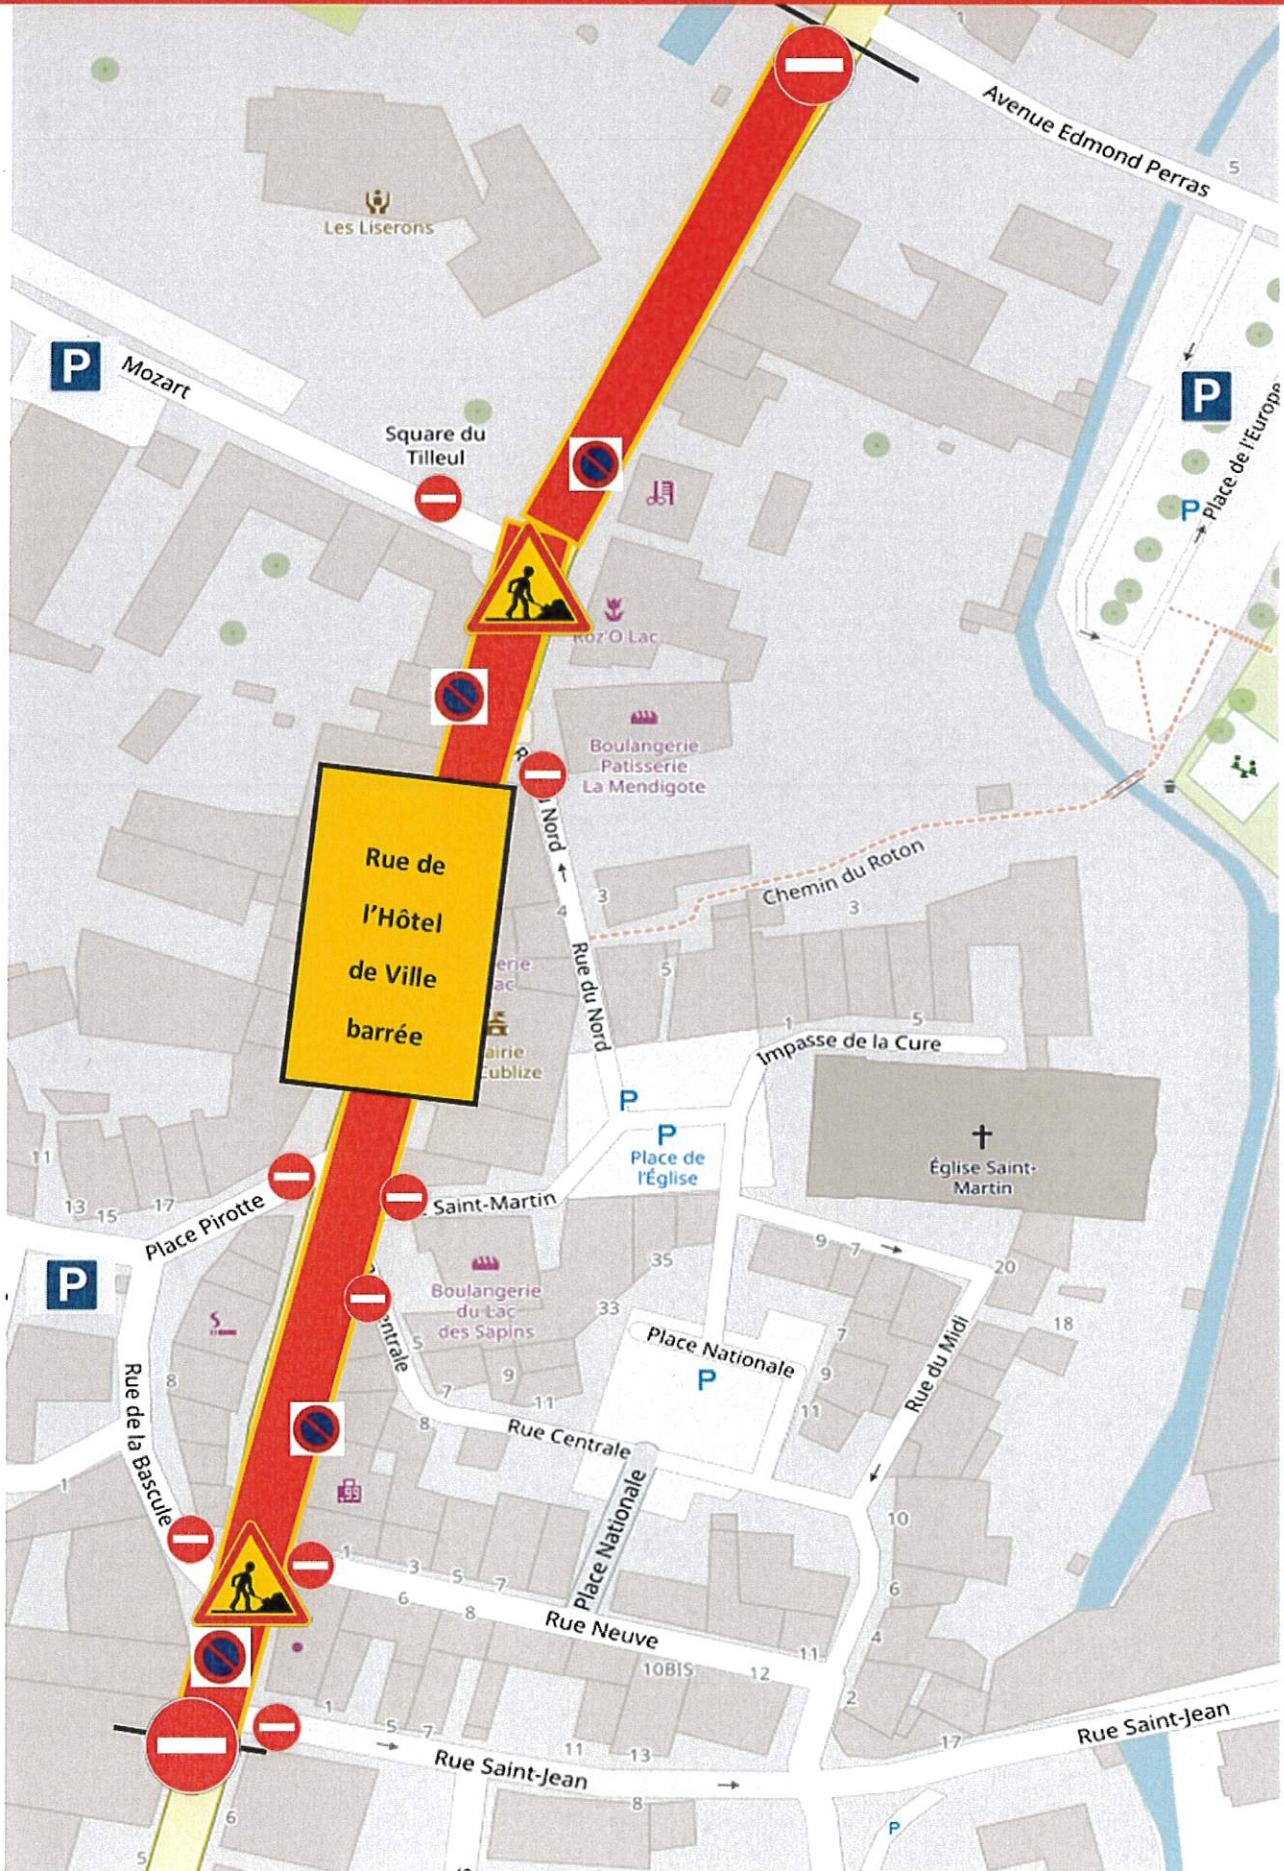 1
Avenue Edmond Perras
5
Les Liserons
P
Mozart
P
Square du
Tilleul
P
Place de l'Europe
Roz'O Lac
Boulangerie
Patisserie
La Mendigote
Nord
3
4
Chemin du Roton
3
Rue de
l'Hôtel
de Ville
barrée
Rue du Nord
5
1
5
Impasse de la Cure
P
P
Place de
l'Église
Église Saint-
Martin
11
13
15
17
Place Pirotte
Saint-Martin
P
Boulangerie
du Lac
des Sapins
35
33
9
7
20
18
Place Nationale
P
7
9
11
Rue du Midi
5
7
9
11
8
Rue Centrale
Rue de la Bascule
8
1
99
Place Nationale
10
1
3
5
7
6
8
Rue Neuve
10BIS
12
11
6
4
2
1
5
7
Rue Saint-Jean
11
13
8
17
Rue Saint-Jean
6
5
P